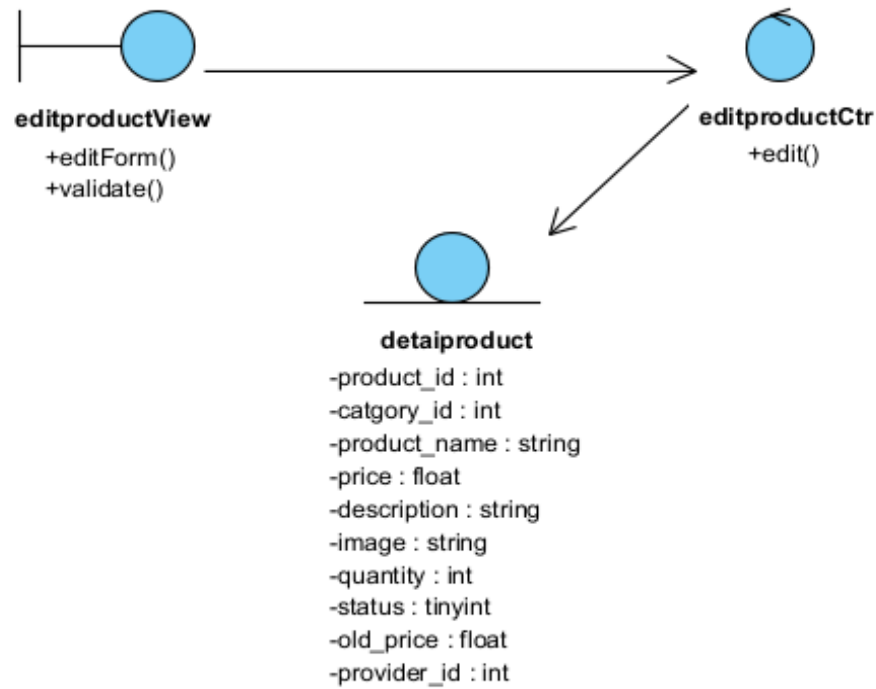 editproductView
+editForm()
+validate()
editproductCtr
+edit()
detaiproduct
-product_id : int
-catgory_id : int
-product_name : string
-price : float
-description : string
-image : string
-quantity : int
-status : tinyint
-old_price : float
-provider_id : int